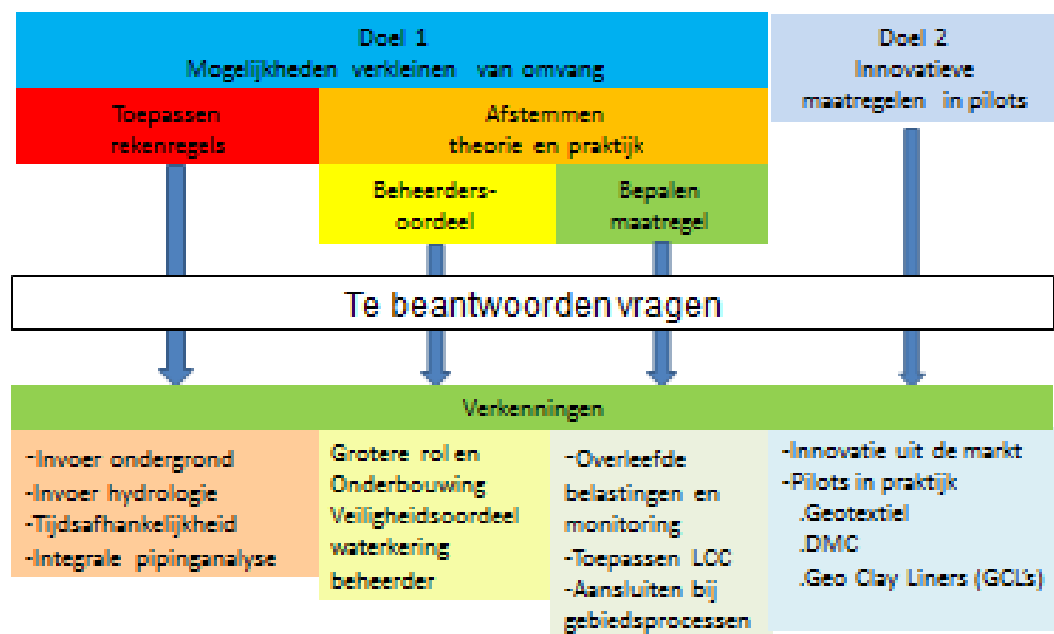 Doel 1
Mogelijkheden verkleinen van omvang
Doel 2
Innovatieve
maatregelen in pilots
Toepassen
rekenregels
Afstemmen
theorie en praktijk
Beheerders-
oordeel
Bepalen
maatregel
Te beantwoorden vragen
Verkenningen
-Invoer ondergrond
-Invoer hydrologie
-Tijdsafhankelijkheid
-Integrale pipinganalyse
Grotere rol en
Onderbouwing
Veiligheidsoordeel
waterkering
beheerder
-Overleefde
belastingen en
monitoring
-Toepassen LCC
-Aansluiten bij
gebiedsprocessen
-Innovatie uit de markt
-Pilots in praktijk
.Geotextiel
.DMC
.Geo Clay Liners (GCL's)